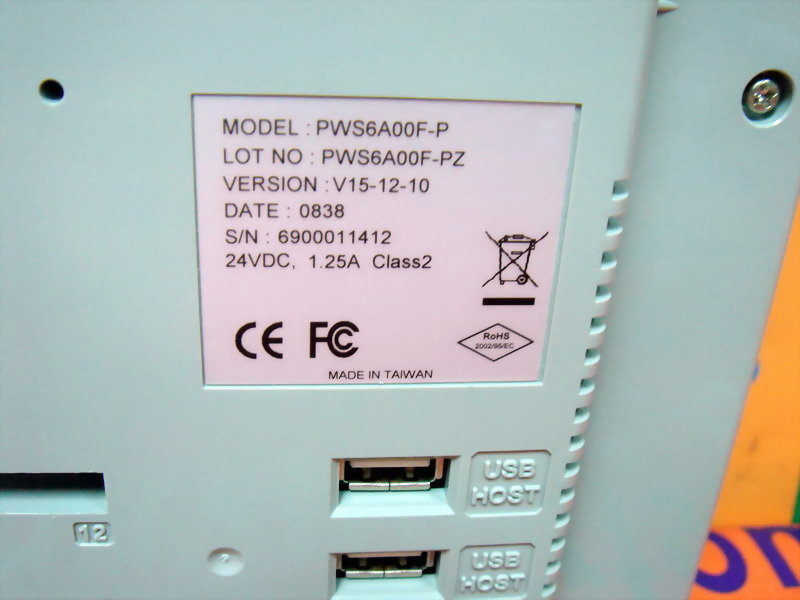 MODEL : PWS6A00F-P
LOT NO : PWS6A00F-PZ
VERSION : V15-12-10
DATE : 0838
S/N : 6900011412
24VDC, 1.25A Class2
CE FC
RoHS
2002/95/EC
MADE IN TAIWAN
USB
HOST
12
USB
HOST